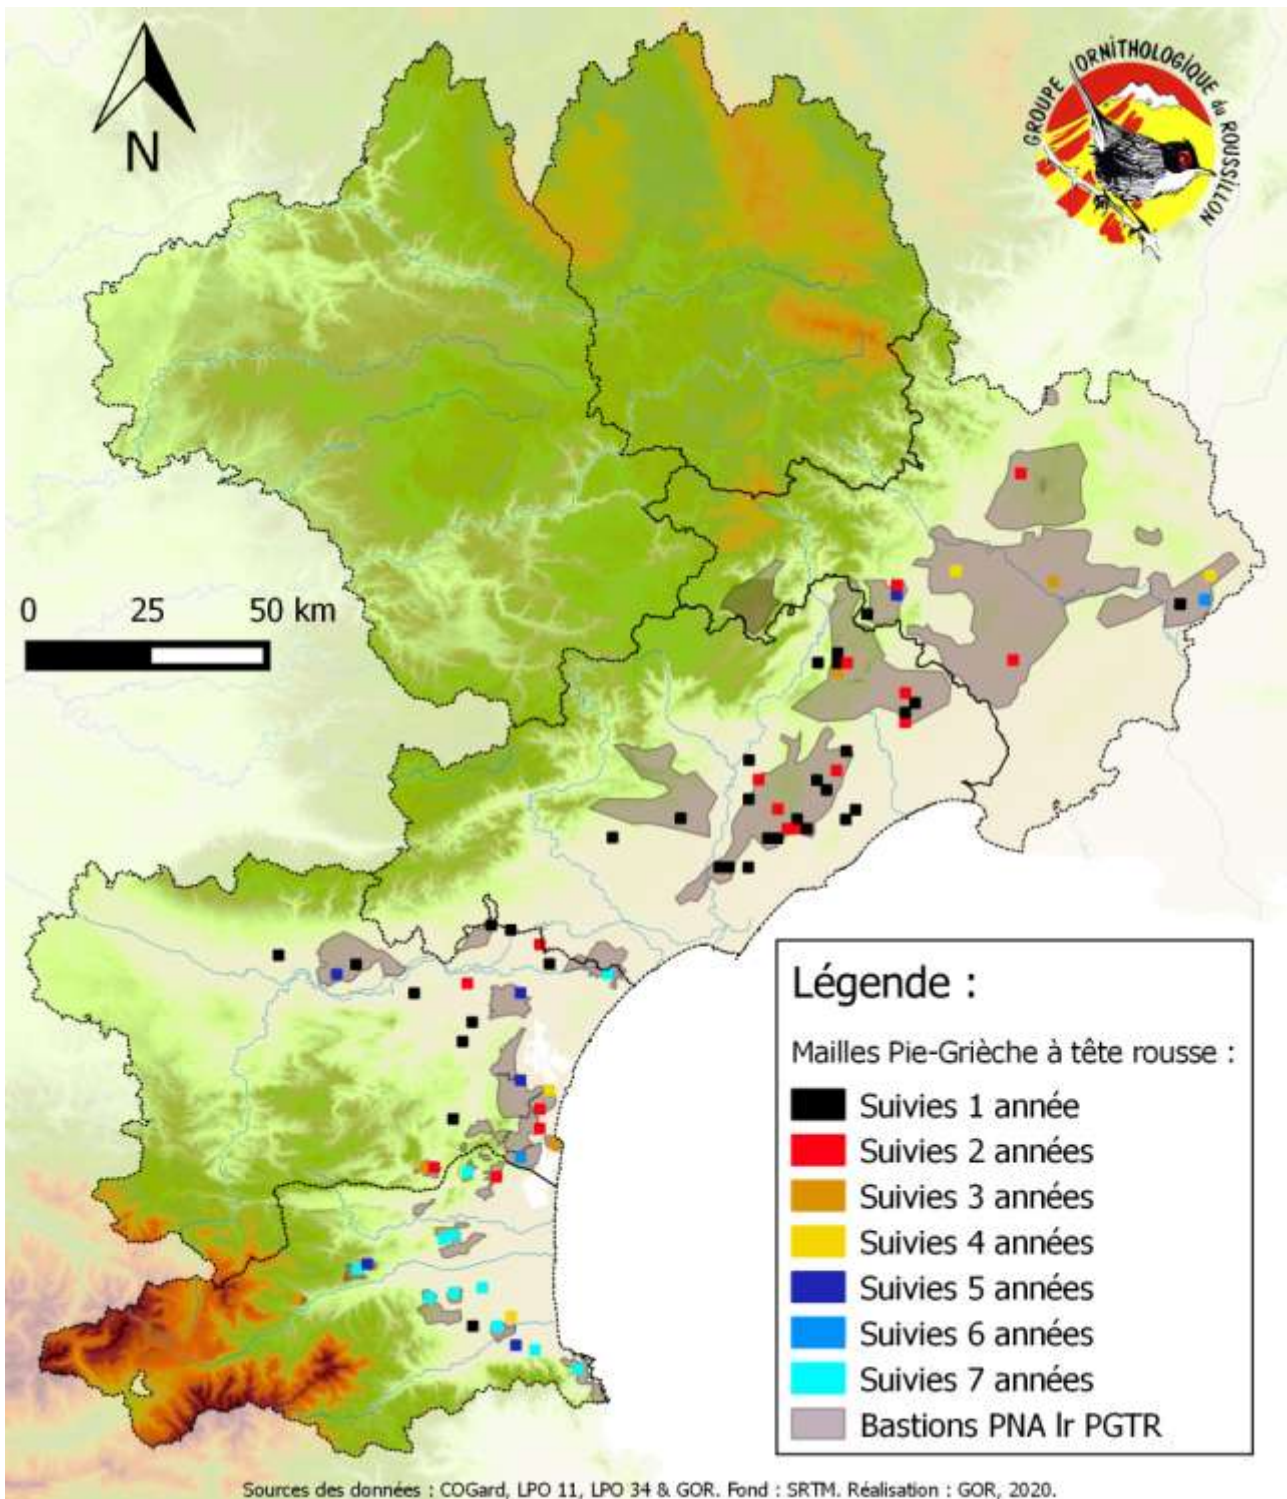 N
GROUPE ORNITHOLOGIQUE du ROUSSILLON
0 25 50 km
Légende :
Mailles Pie-Grièche à tête rousse :
Suivies 1 année
Suivies 2 années
Suivies 3 années
Suivies 4 années
Suivies 5 années
Suivies 6 années
Suivies 7 années
Bastions PNA lr PGTR
Sources des données : COGard, LPO 11, LPO 34 & GOR. Fond : SRTM. Réalisation : GOR, 2020.